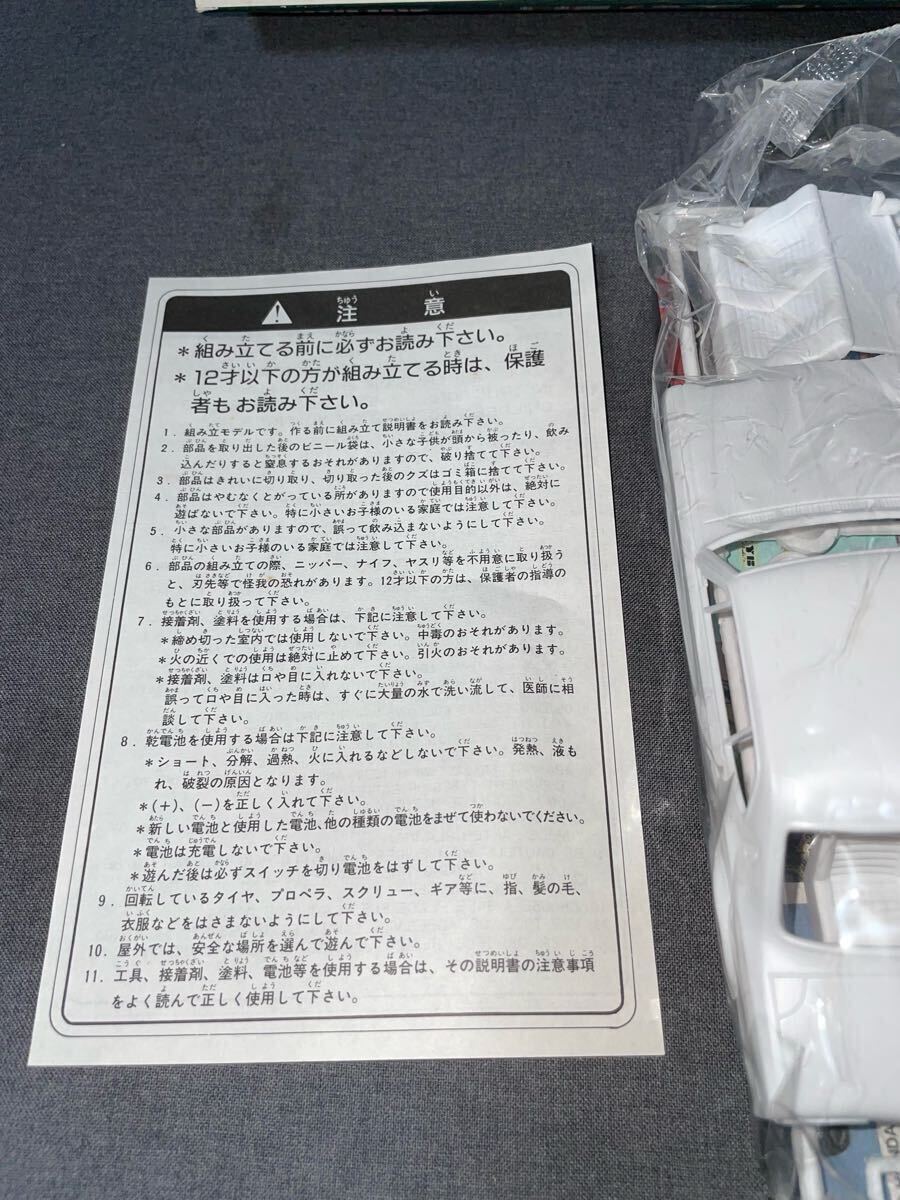 注意
*組み立てる前に必ずお読み下さい。
*12才以下の方が組み立てる時は、保護
者もお読み下さい。
1. 組み立モデルです。作る前に組み立て説明書をお読み下さい。
2. 部品を取り出した後のビニール袋は、小さな子供が頭から被ったり、飲み
込んだりすると窒息するおそれがありますので、破り捨てて下さい。
3. 部品はきれいに切り取り、切り取った後のクズはゴミ箱に捨てて下さい。
4. 部品はやむなくとがっている所がありますので使用目的以外は、絶対に
遊ばないで下さい。特に小さいお子様のいる家庭では注意して下さい。
5. 小さな部品がありますので、誤って飲み込まないようにして下さい。
特に小さいお子様のいる家庭では注意して下さい。
6. 部品の組み立ての際、ニッパー、ナイフ、ヤスリ等を不用意に取り扱う
と、刃先等で怪我の恐れがあります。12才以下の方は、保護者の指導の
もとに取り扱って下さい。
7. 接着剤、塗料を使用する場合は、下記に注意して下さい。
*締め切った室内では使用しないで下さい。中毒のおそれがあります。
*火の近くでの使用は絶対に止めて下さい。引火のおそれがあります。
*接着剤、塗料は口や目に入れないで下さい。
誤って口や目に入った時は、すぐに大量の水で洗い流して、医師に相
談して下さい。
8. 乾電池を使用する場合は下記に注意して下さい。
*ショート、分解、過熱、火に入れるなどしないで下さい。発熱、液も
れ、破裂の原因となります。
*(+)、(−)を正しく入れて下さい。
*新しい電池と使用した電池、他の種類の電池をまぜて使わないでください。
*電池は充電しないで下さい。
*遊んだ後は必ずスイッチを切り電池をはずして下さい。
9. 回転しているタイヤ、プロペラ、スクリュー、ギア等に、指、髪の毛、
衣服などをはさまないようにして下さい。
10. 屋外では、安全な場所を選んで遊んで下さい。
11. 工具、接着剤、塗料、電池等を使用する場合は、その説明書の注意事項
をよく読んで正しく使用して下さい。